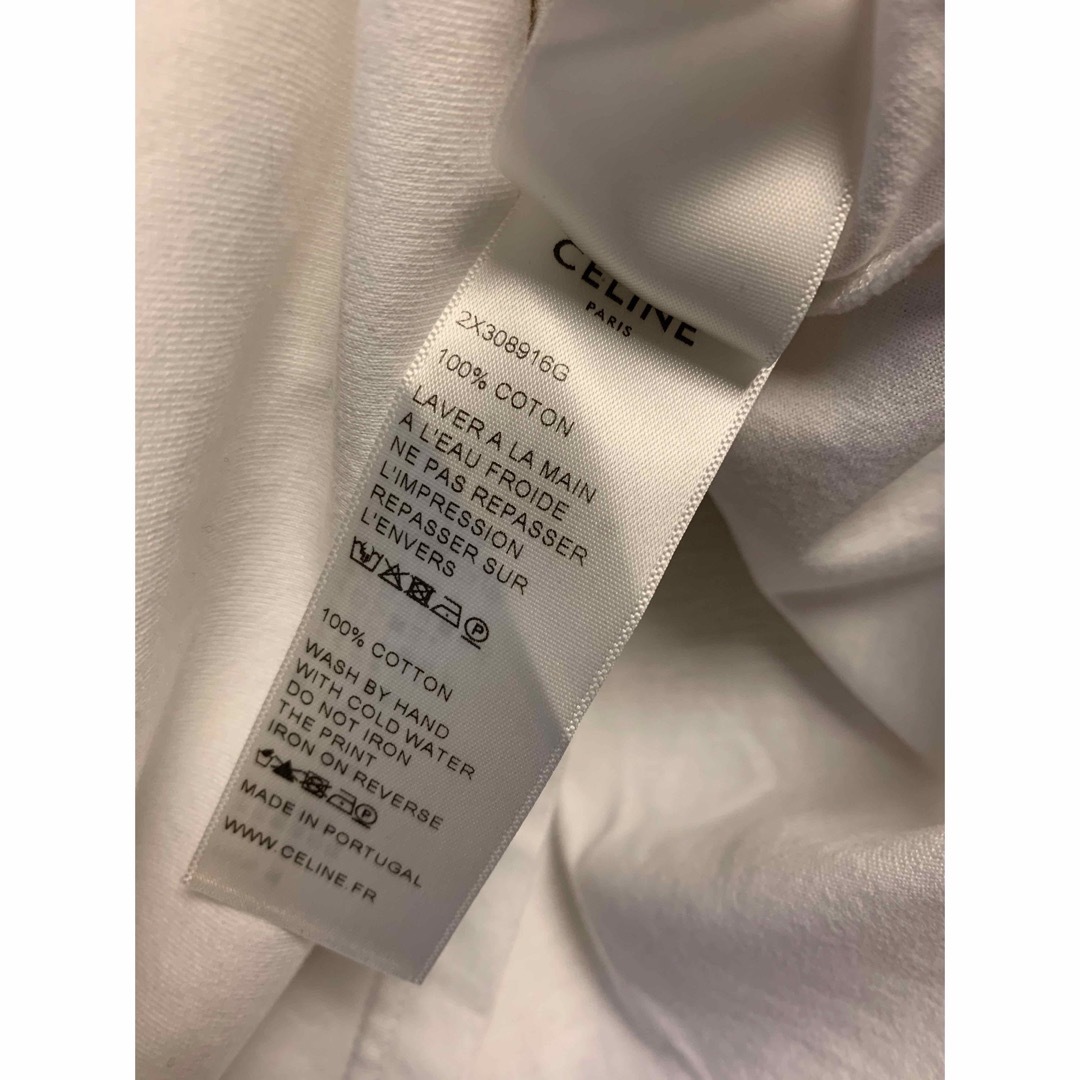 CELINE
PARIS
2X308916G
100% COTON
LAVER A LA MAIN
A L'EAU FROIDE
NE PAS REPASSER
L'IMPRESSION
REPASSER SUR
L'ENVERS
P
100% COTTON
WASH BY HAND
WITH COLD WATER
DO NOT IRON
THE PRINT
IRON ON REVERSE
P
MADE IN PORTUGAL
WWW.CELINE.FR